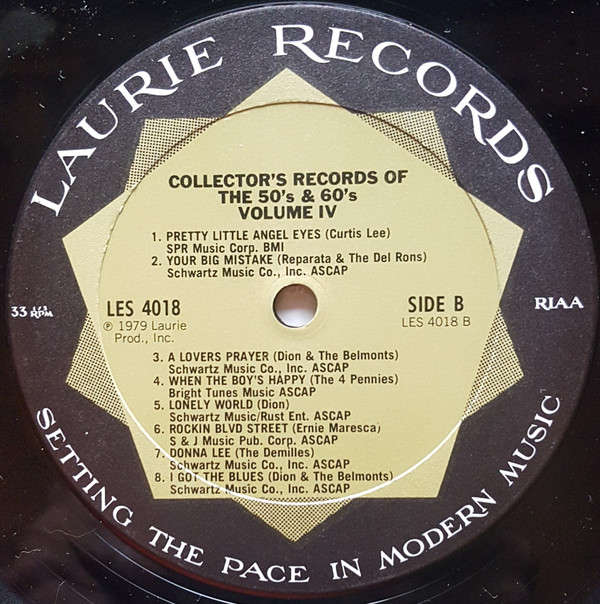 LAURIE RECORDS
COLLECTOR'S RECORDS OF
THE 50's & 60's
VOLUME IV
1. PRETTY LITTLE ANGEL EYES (Curtis Lee)
SPR Music Corp. BMI
2. YOUR BIG MISTAKE (Reparata & The Del Rons)
Schwartz Music Co., Inc. ASCAP
33 1/3 RPM
LES 4018
℗ 1979 Laurie
Prod., Inc.
SIDE B
LES 4018 B
RIAA
3. A LOVERS PRAYER (Dion & The Belmonts)
Schwartz Music Co., Inc. ASCAP
4. WHEN THE BOY'S HAPPY (The 4 Pennies)
Bright Tunes Music ASCAP
5. LONELY WORLD (Dion)
Schwartz Music/Rust Ent. ASCAP
6. ROCKIN BLVD STREET (Ernie Maresca)
S & J Music Pub. Corp. ASCAP
7. DONNA LEE (The Demilles)
Schwartz Music Co., Inc. ASCAP
8. I GOT THE BLUES (Dion & The Belmonts)
Schwartz Music Co., Inc. ASCAP
SETTING THE PACE IN MODERN MUSIC